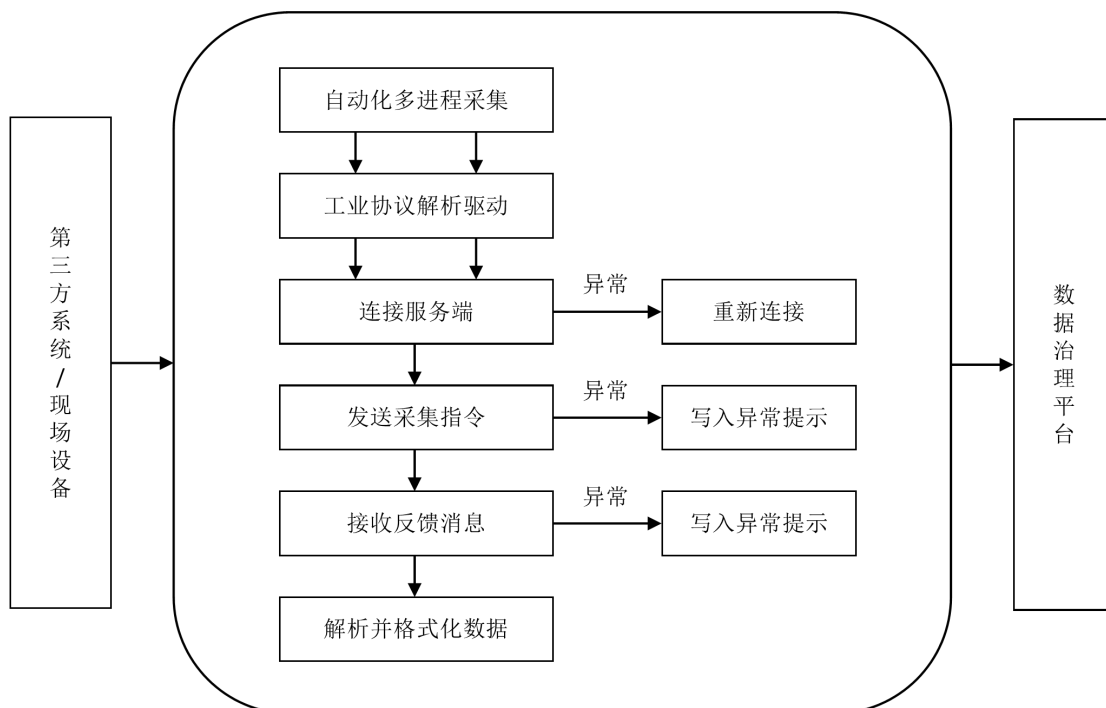 第三方系统/现场设备
自动化多进程采集
工业协议解析驱动
连接服务端
异常
重新连接
发送采集指令
异常
写入异常提示
接收反馈消息
异常
写入异常提示
解析并格式化数据
数据治理平台